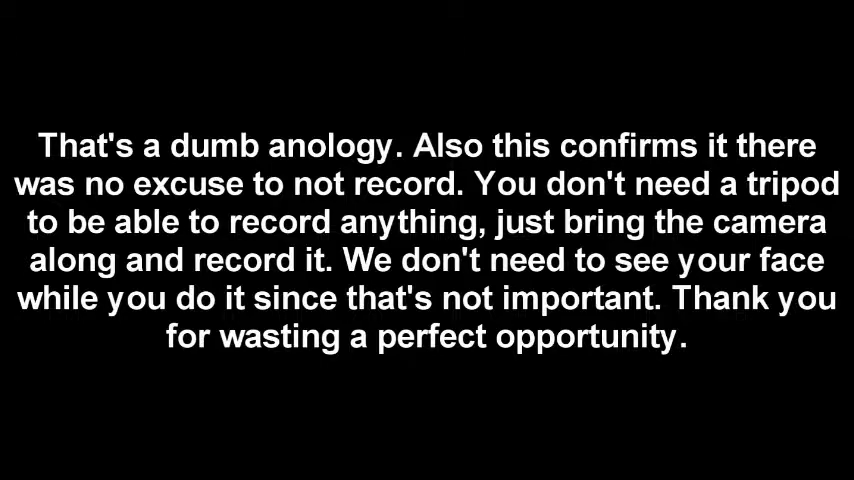 That's a dumb anology. Also this confirms it there
was no excuse to not record. You don't need a tripod
to be able to record anything, just bring the camera
along and record it. We don't need to see your face
while you do it since that's not important. Thank you
for wasting a perfect opportunity.